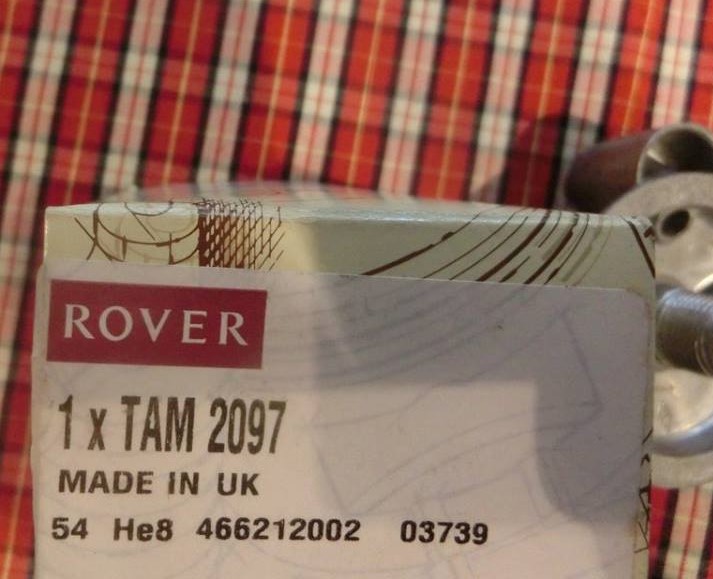 ROVER
1 x TAM 2097
MADE IN UK
54 He8 466212002 03739